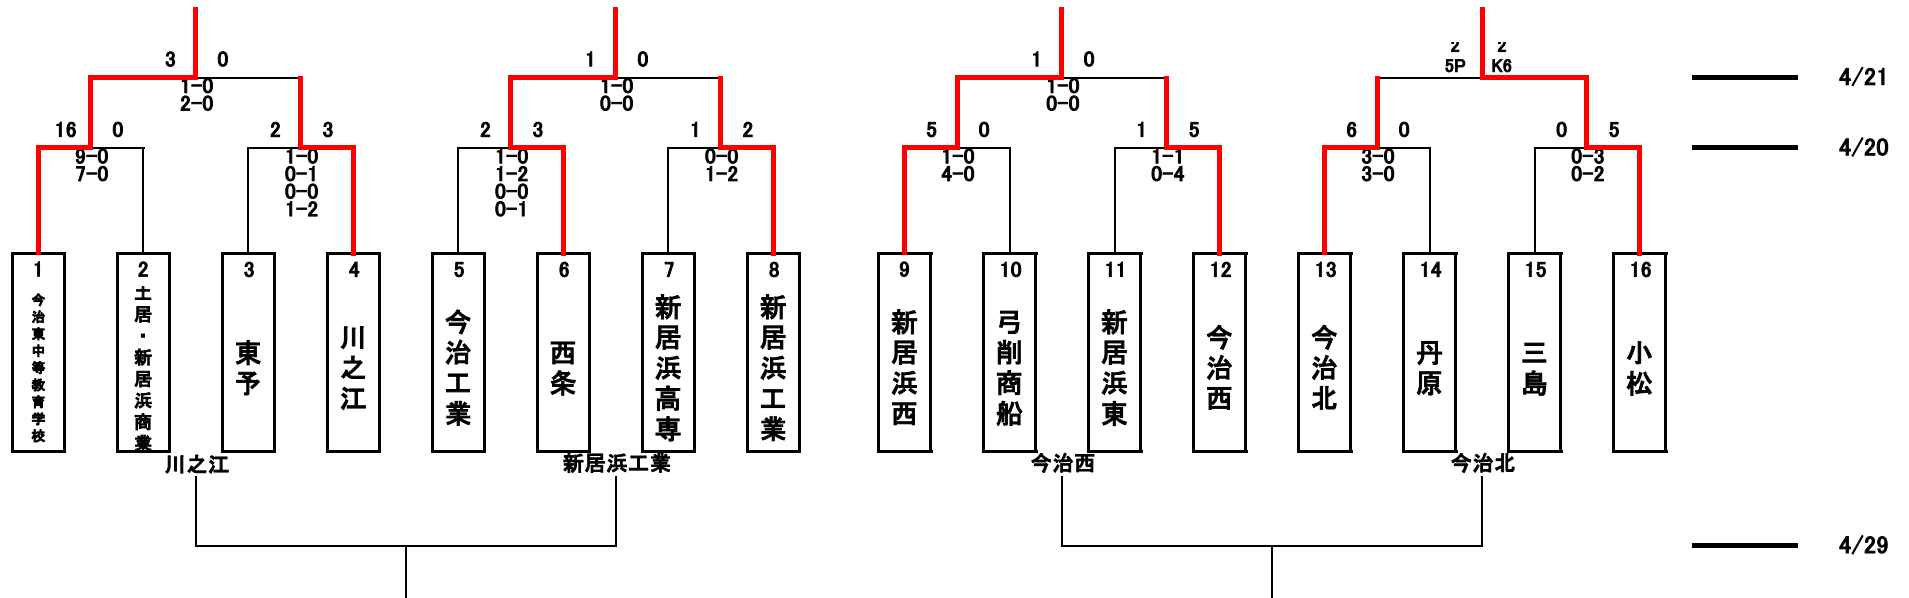 3 0
1-0
2-0
1 0
1-0
0-0
1 0
1-0
0-0
2 2
5P K6
4/21
16 0
9-0
7-0
2 3
1-0
0-1
0-0
1-2
2 3
1-0
1-2
0-0
0-1
1 2
0-0
1-2
5 0
1-0
4-0
1 5
1-1
0-4
6 0
3-0
3-0
0 5
0-3
0-2
4/20
1
今治東中等教育学校
2
土居・新居浜商業
3
東予
4
川之江
5
今治工業
6
西条
7
新居浜高専
8
新居浜工業
9
新居浜西
10
弓削商船
11
新居浜東
12
今治西
13
今治北
14
丹原
15
三島
16
小松
川之江
新居浜工業
今治西
今治北
4/29